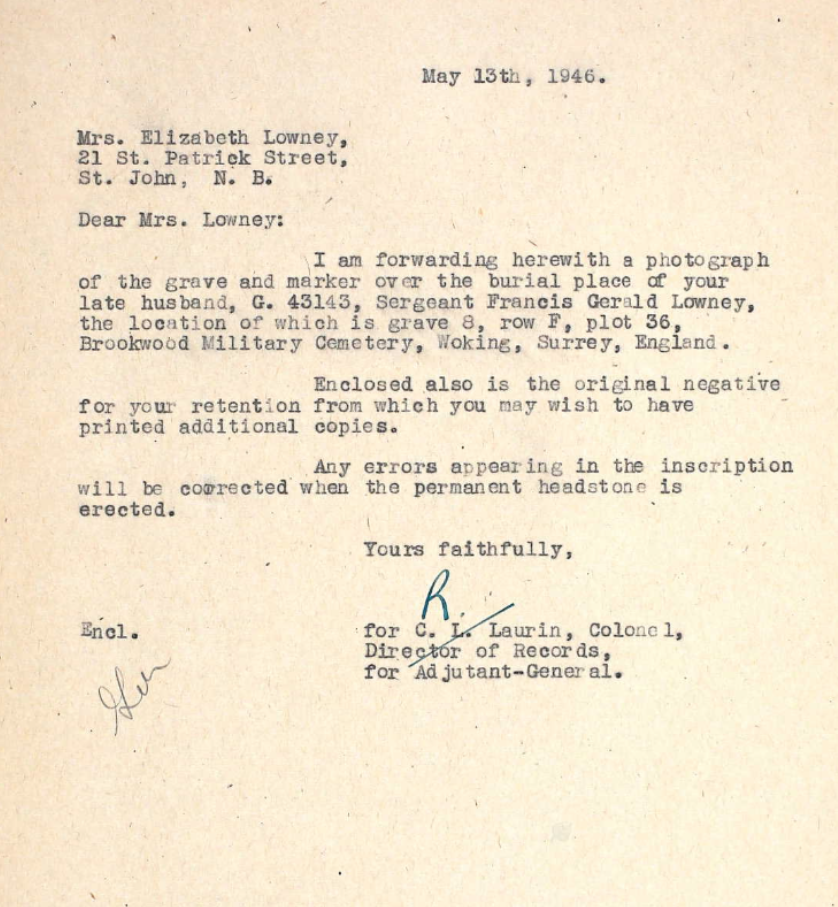 May 13th, 1946.
Mrs. Elizabeth Lowney,
21 St. Patrick Street,
St. John, N. B.
Dear Mrs. Lowney:
I am forwarding herewith a photograph
of the grave and marker over the burial place of your
late husband, G. 43143, Sergeant Francis Gerald Lowney,
the location of which is grave 8, row F, plot 36,
Brookwood Military Cemetery, Woking, Surrey, England.
Enclosed also is the original negative
for your retention from which you may wish to have
printed additional copies.
Any errors appearing in the inscription
will be corrected when the permanent headstone is
erected.
Yours faithfully,
R.
Encl.
for C. L. Laurin, Colonel,
Director of Records,
for Adjutant-General.